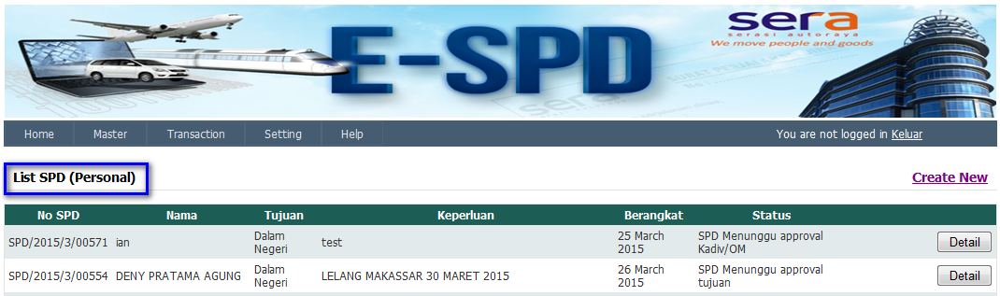 sera
serasi autoraya
We move people and goods
E-SPD
sera
Home Master Transaction Setting Help You are not logged in Keluar
List SPD (Personal) Create New
No SPD Nama Tujuan Keperluan Berangkat Status
SPD/2015/3/00571 ian Dalam Negeri test 25 March 2015 SPD Menunggu approval Kadiv/OM Detail
SPD/2015/3/00554 DENY PRATAMA AGUNG Dalam Negeri LELANG MAKASSAR 30 MARET 2015 26 March 2015 SPD Menunggu approval tujuan Detail